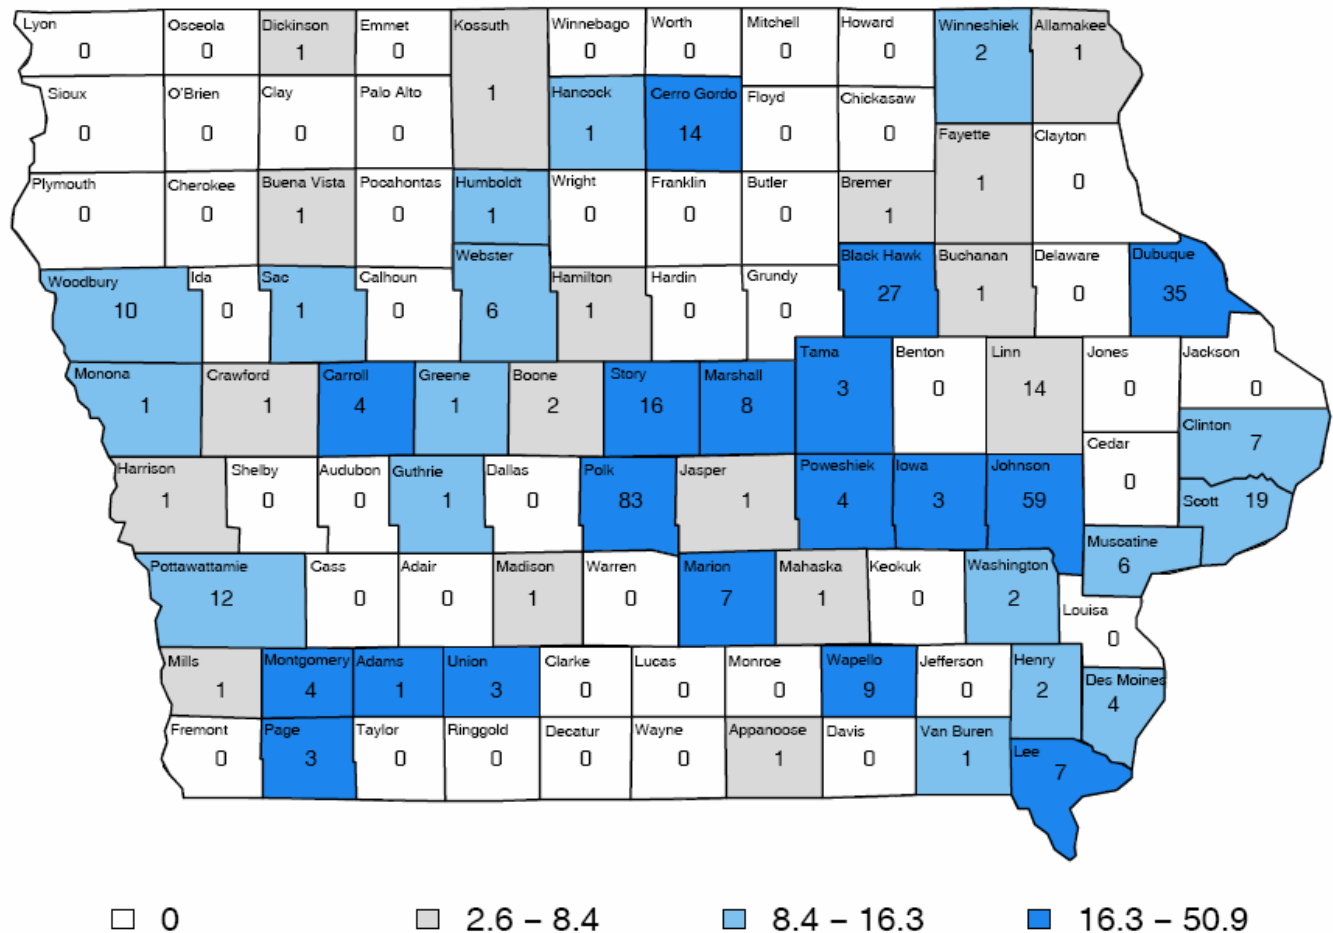 Lyon Osceola Dickinson Emmet Kossuth Winnebago Worth Mitchell Howard Winneshiek Allamakee
0 0 1 0 1 0 0 0 0 2 1
Sioux O'Brien Clay Palo Alto Hancock Cerro Gordo Floyd Chickasaw
0 0 0 0 1 14 0 0
Fayette Clayton
1 0
Plymouth Cherokee Buena Vista Pocahontas Humboldt Wright Franklin Butler Bremer
0 0 1 0 1 0 0 0 1
Woodbury Ida Sac Calhoun Webster Hamilton Hardin Grundy Black Hawk Buchanan Delaware Dubuque
10 0 1 0 6 1 0 0 27 1 0 35
Monona Crawford Carroll Greene Boone Story Marshall Tama Benton Linn Jones Jackson
1 1 4 1 2 16 8 3 0 14 0 0
Cedar Clinton
0 7
Harrison Shelby Audubon Guthrie Dallas Polk Jasper Poweshiek Iowa Johnson Scott
1 0 0 1 0 83 1 4 3 59 19
Muscatine
6
Pottawattamie Cass Adair Madison Warren Marion Mahaska Keokuk Washington
12 0 0 1 0 7 1 0 2
Louisa
0
Mills Montgomery Adams Union Clarke Lucas Monroe Wapello Jefferson Henry Des Moines
1 4 1 3 0 0 0 9 0 2 4
Fremont Page Taylor Ringgold Decatur Wayne Appanoose Davis Van Buren Lee
0 3 0 0 0 0 1 0 1 7
0 2.6 – 8.4 8.4 – 16.3 16.3 – 50.9